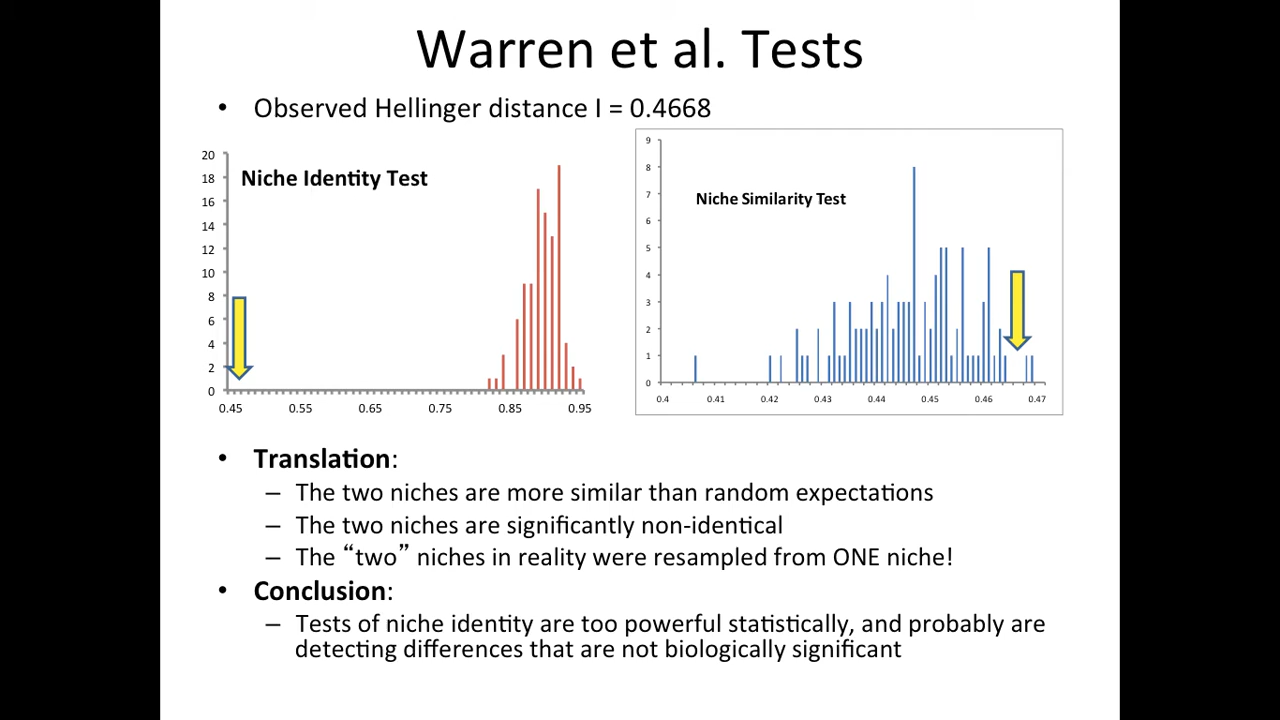 Warren et al. Tests
• Observed Hellinger distance I = 0.4668
Niche Identity Test
20
18
16
14
12
10
8
6
4
2
0
0.45 0.55 0.65 0.75 0.85 0.95
Niche Similarity Test
9
8
7
6
5
4
3
2
1
0
0.4 0.41 0.42 0.43 0.44 0.45 0.46 0.47
• Translation:
– The two niches are more similar than random expectations
– The two niches are significantly non-identical
– The “two” niches in reality were resampled from ONE niche!
• Conclusion:
– Tests of niche identity are too powerful statistically, and probably are
detecting differences that are not biologically significant